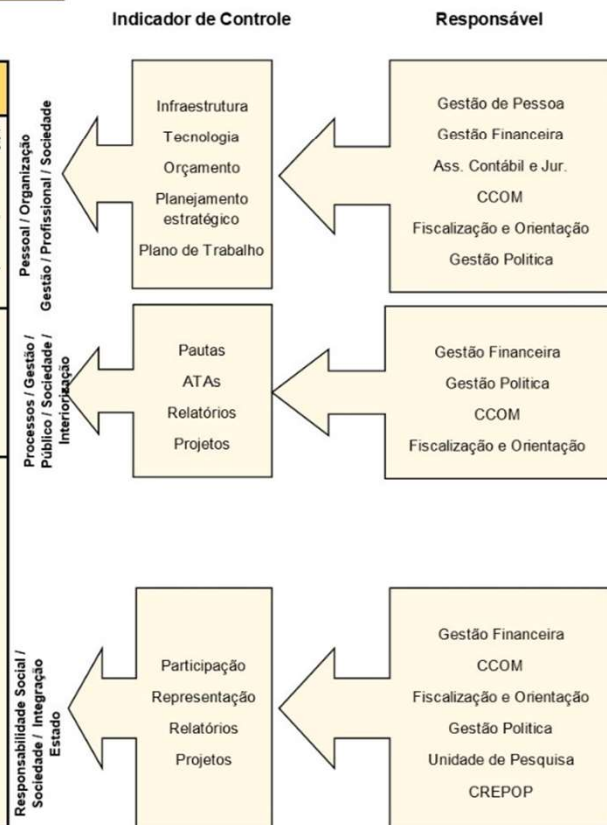 Indicador de Controle
Responsável
Pessoal / Organização
Gestão / Profissional / Sociedade
Infraestrutura
Tecnologia
Orçamento
Planejamento
estratégico
Plano de Trabalho
Gestão de Pessoa
Gestão Financeira
Ass. Contábil e Jur.
CCOM
Fiscalização e Orientação
Gestão Politica
Processos / Gestão /
Público / Sociedade /
Interiorização
Pautas
ATAs
Relatórios
Projetos
Gestão Financeira
Gestão Politica
CCOM
Fiscalização e Orientação
Responsabilidade Social /
Sociedade / Integração
Estado
Participação
Representação
Relatórios
Projetos
Gestão Financeira
CCOM
Fiscalização e Orientação
Gestão Politica
Unidade de Pesquisa
CREPOP